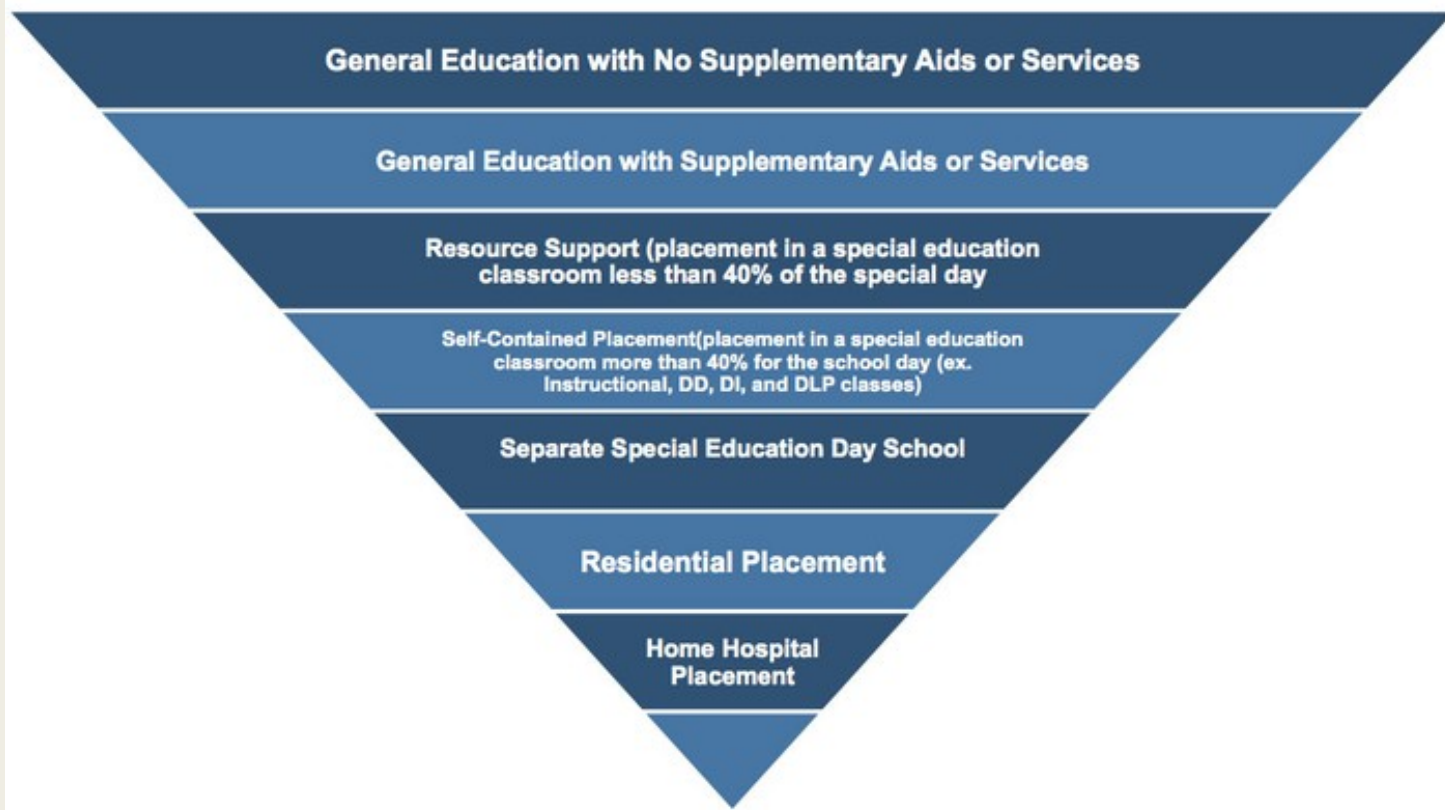 General Education with No Supplementary Aids or Services
General Education with Supplementary Aids or Services
Resource Support (placement in a special education
classroom less than 40% of the special day
Self-Contained Placement(placement in a special education
classroom more than 40% for the school day (ex.
Instructional, DD, DI, and DLP classes)
Separate Special Education Day School
Residential Placement
Home Hospital
Placement